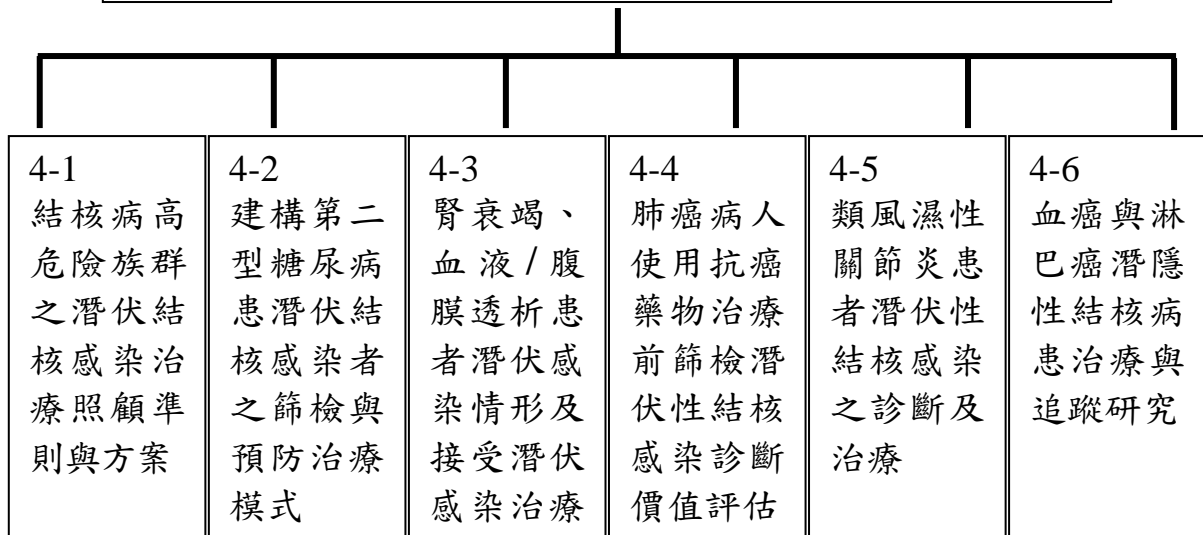 4-1
結核病高
危險族群
之潛伏結
核感染治
療照顧準
則與方案
4-2
建構第二
型糖尿病
患潛伏結
核感染者
之篩檢與
預防治療
模式
4-3
腎衰竭、
血液/腹
膜透析患
者潛伏感
染情形及
接受潛伏
感染治療
4-4
肺癌病人
使用抗癌
藥物治療
前篩檢潛
伏性結核
感染診斷
價值評估
4-5
類風濕性
關節炎患
者潛伏性
結核感染
之診斷及
治療
4-6
血癌與淋
巴癌潛隱
性結核病
患治療與
追蹤研究